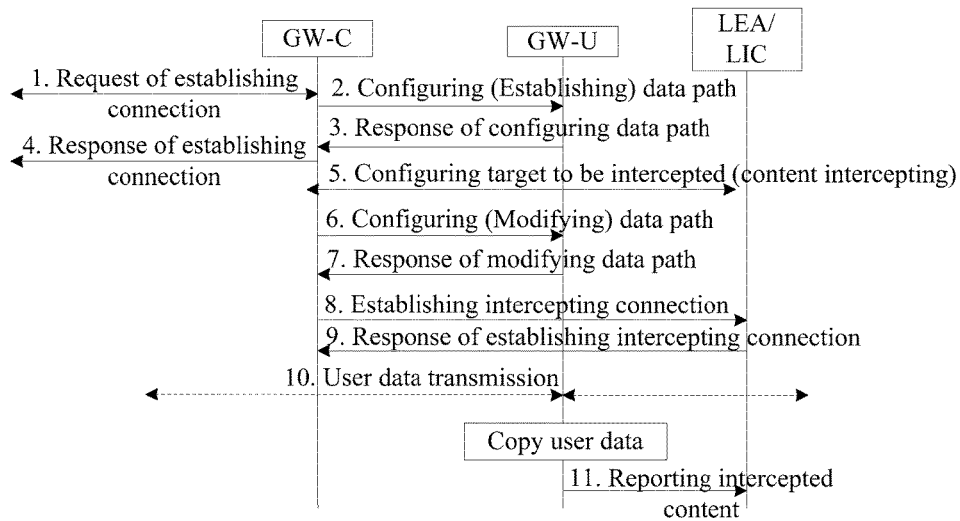 GW-C
GW-U
LEA/
LIC
1. Request of establishing
connection
2. Configuring (Establishing) data path
3. Response of configuring data path
4. Response of establishing
connection
5. Configuring target to be intercepted (content intercepting)
6. Configuring (Modifying) data path
7. Response of modifying data path
8. Establishing intercepting connection
9. Response of establishing intercepting connection
10. User data transmission
Copy user data
11. Reporting intercepted
content